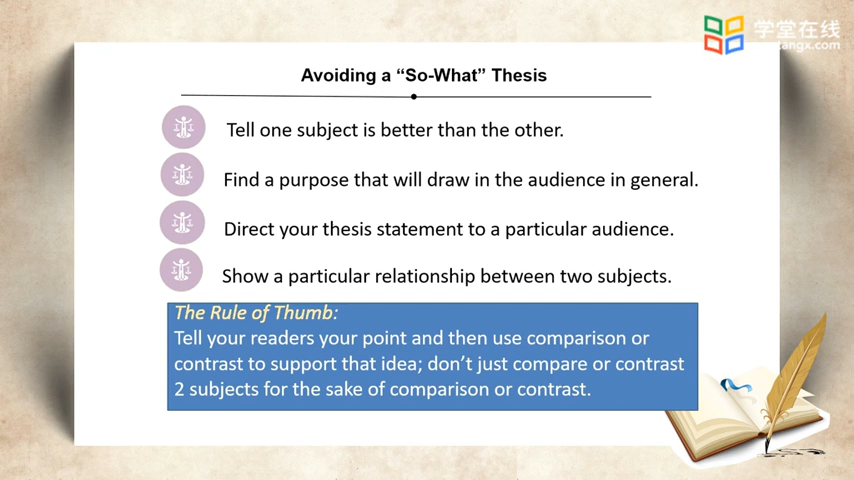 学堂在线
Avoiding a “So-What” Thesis
Tell one subject is better than the other.
Find a purpose that will draw in the audience in general.
Direct your thesis statement to a particular audience.
Show a particular relationship between two subjects.
The Rule of Thumb:
Tell your readers your point and then use comparison or
contrast to support that idea; don’t just compare or contrast
2 subjects for the sake of comparison or contrast.